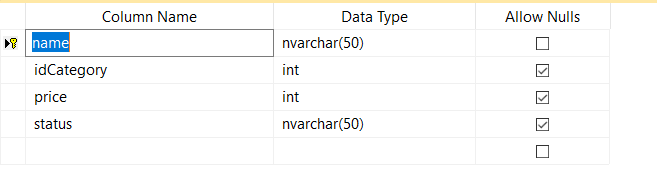 Column Name Data Type Allow Nulls
name nvarchar(50)
idCategory int
price int
status nvarchar(50)